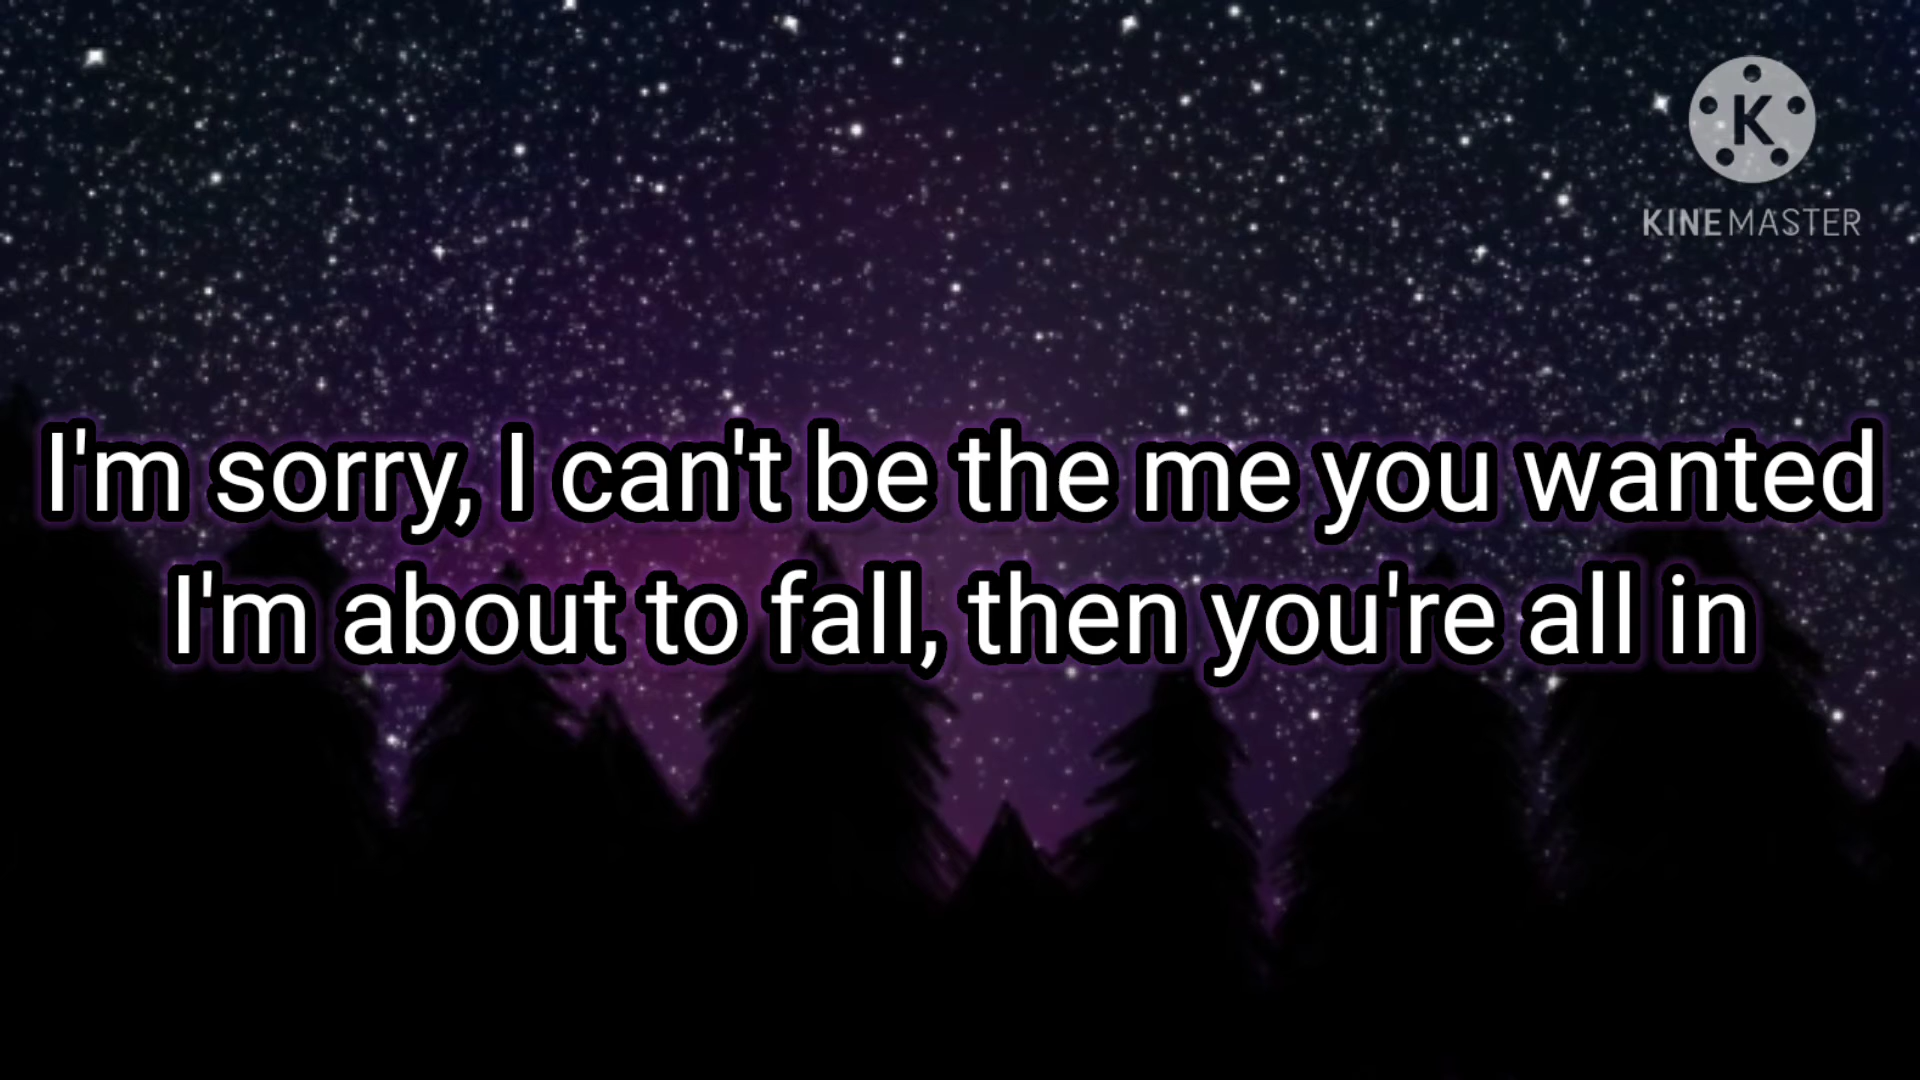 K
KINEMASTER
I'm sorry, I can't be the me you wanted
I'm about to fall, then you're all in